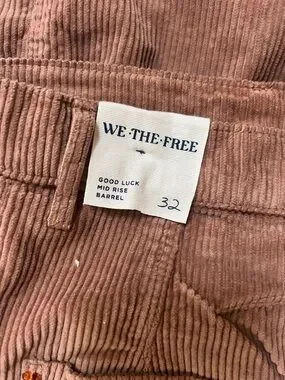 WE·THE·FREE
GOOD LUCK
MID RISE
BARREL
32